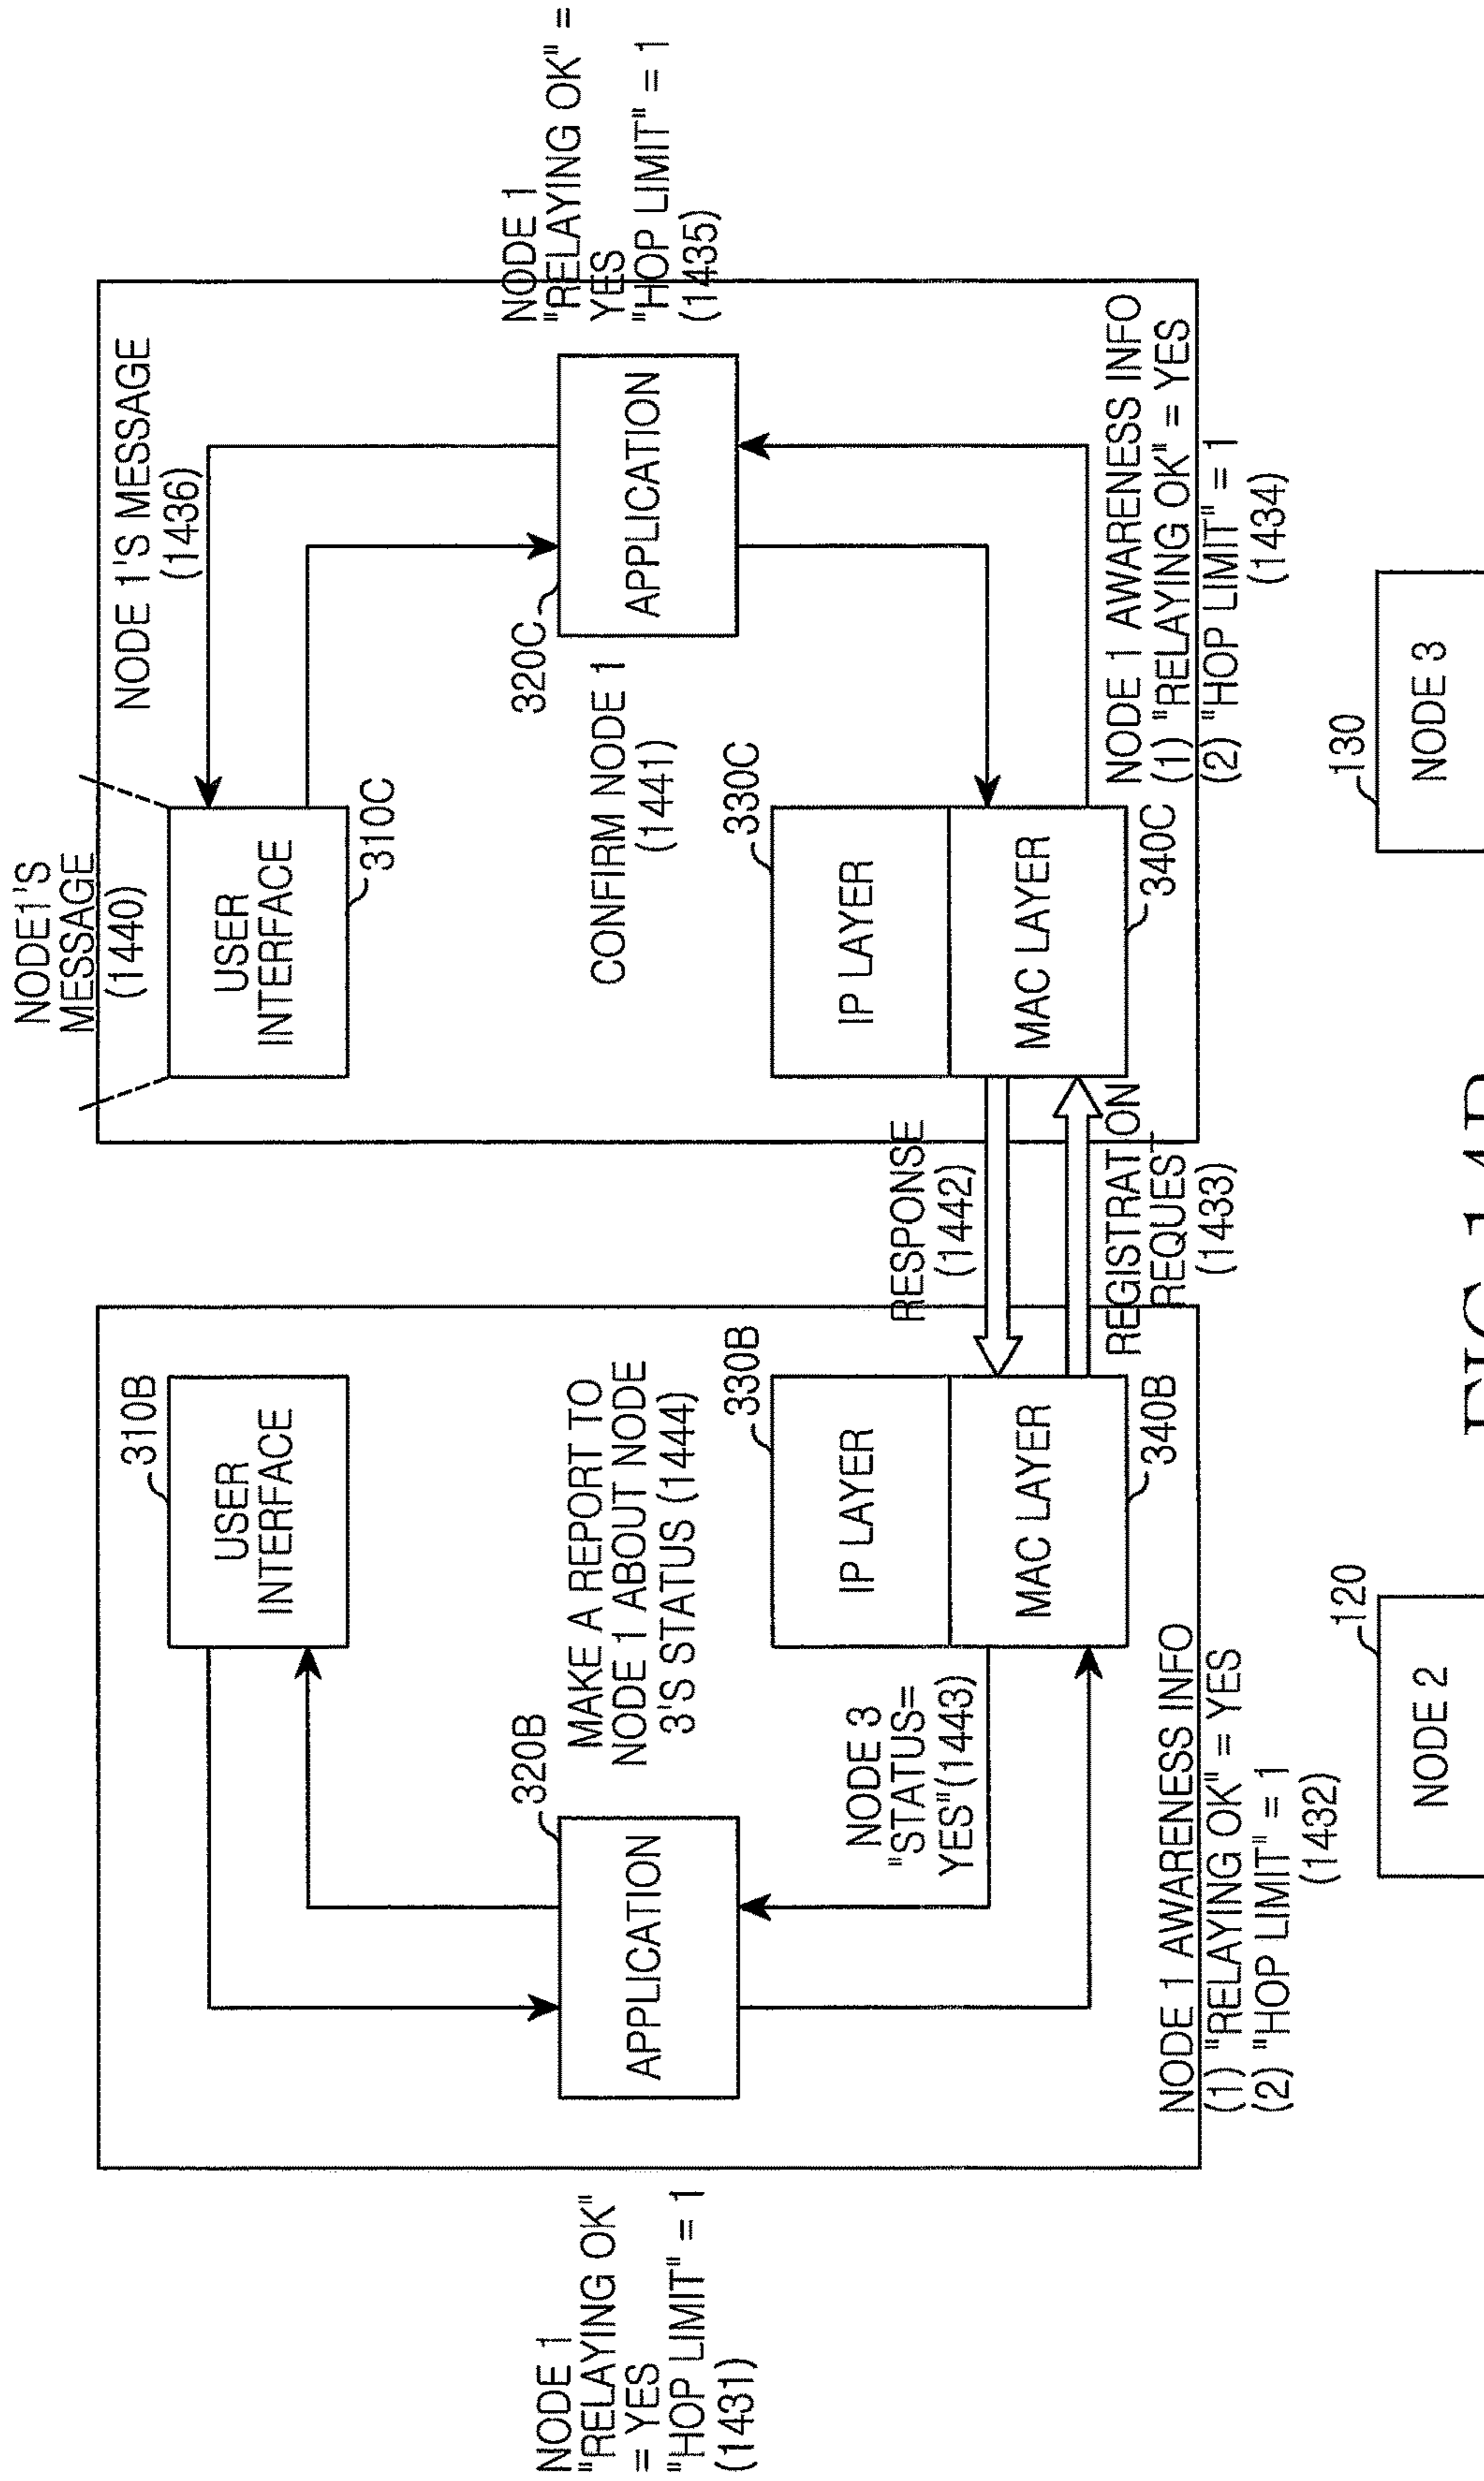 NODE 1
"RELAYING OK"
= YES
"HOP LIMIT" = 1
(1431)
310B
USER
INTERFACE
320B
APPLICATION
MAKE A REPORT TO
NODE 1 ABOUT NODE
3'S STATUS (1444)
NODE 3
"STATUS=
YES"(1443)
330B
IP LAYER
MAC LAYER
340B
NODE 1 AWARENESS INFO
(1) "RELAYING OK" = YES
(2) "HOP LIMIT" = 1
(1432)
120
NODE 2
RESPONSE
(1442)
REGISTRATION
REQUEST
(1433)
NODE1'S
MESSAGE
(1440)
USER
INTERFACE
310C
NODE 1'S MESSAGE
(1436)
CONFIRM NODE 1
(1441)
320C
APPLICATION
NODE 1
"RELAYING OK" =
YES
"HOP LIMIT" = 1
(1435)
330C
IP LAYER
MAC LAYER
340C
NODE 1 AWARENESS INFO
(1) "RELAYING OK" = YES
(2) "HOP LIMIT" = 1
(1434)
130
NODE 3